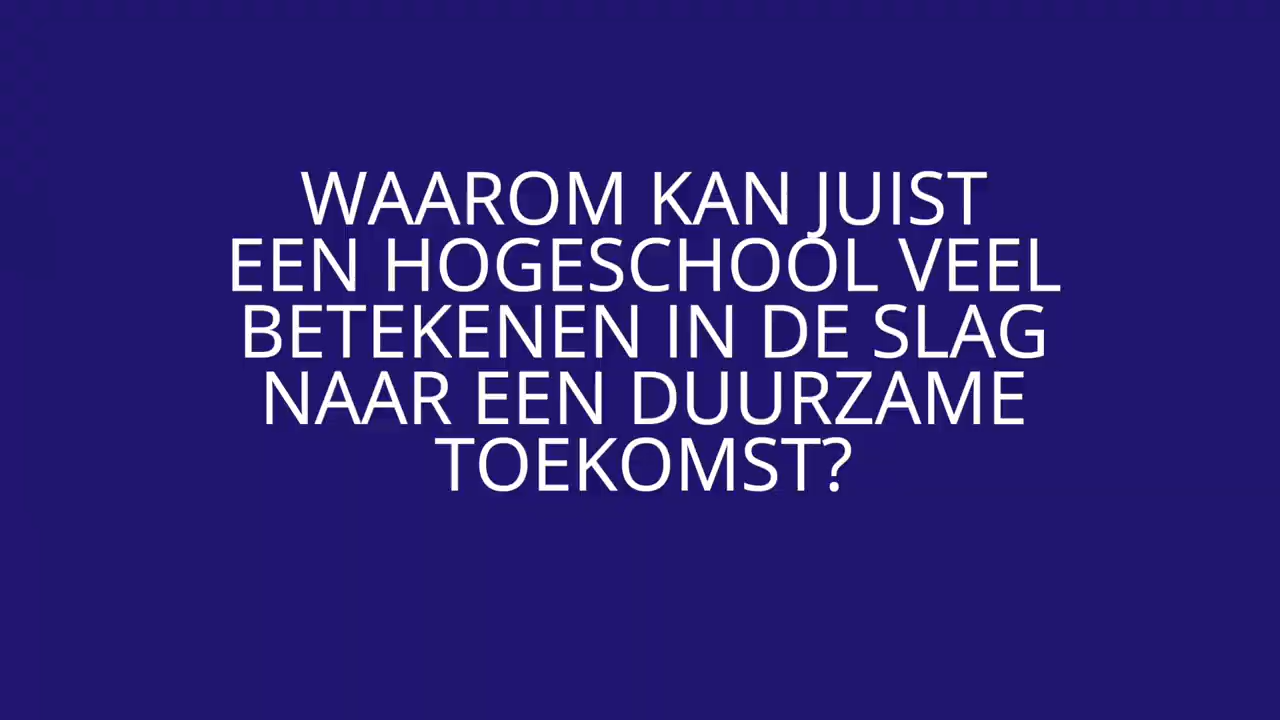 WAAROM KAN JUIST
EEN HOGESCHOOL VEEL
BETEKENEN IN DE SLAG
NAAR EEN DUURZAME
TOEKOMST?